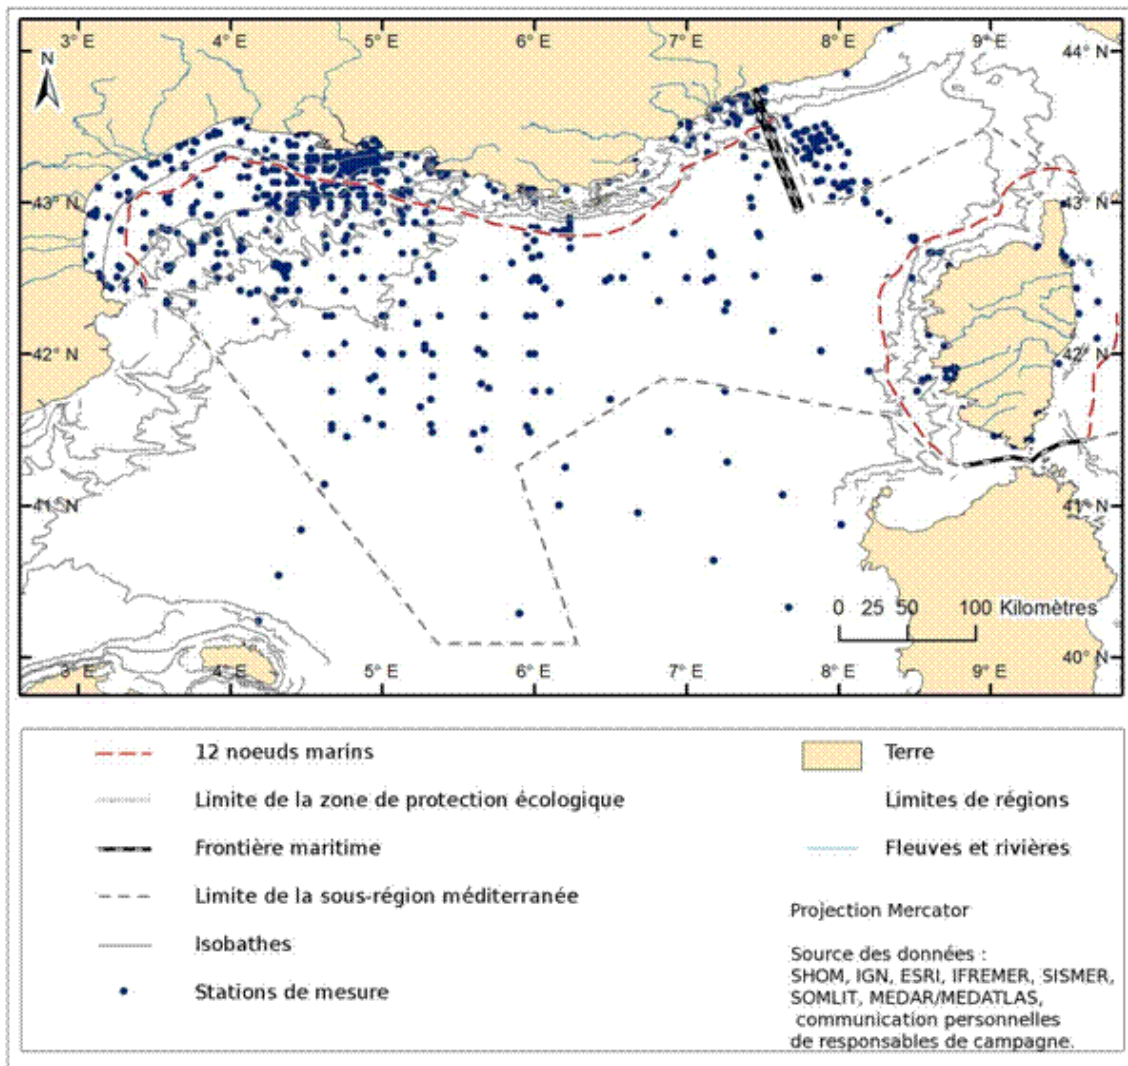 3° E 4° E 5° E 6° E 7° E 8° E 9° E
N
44° N
43° N 43° N
42° N 42° N
41° N 41° N
0 25 50 100 Kilomètres
40° N
3° E 4° E 5° E 6° E 7° E 8° E 9° E
12 noeuds marins
Limite de la zone de protection écologique
Frontière maritime
Limite de la sous-région méditerranée
Isobathes
Stations de mesure
Terre
Limites de régions
Fleuves et rivières
Projection Mercator
Source des données :
SHOM, IGN, ESRI, IFREMER, SISMER,
SOMLIT, MEDAR/MEDATLAS,
communication personnelles
de responsables de campagne.